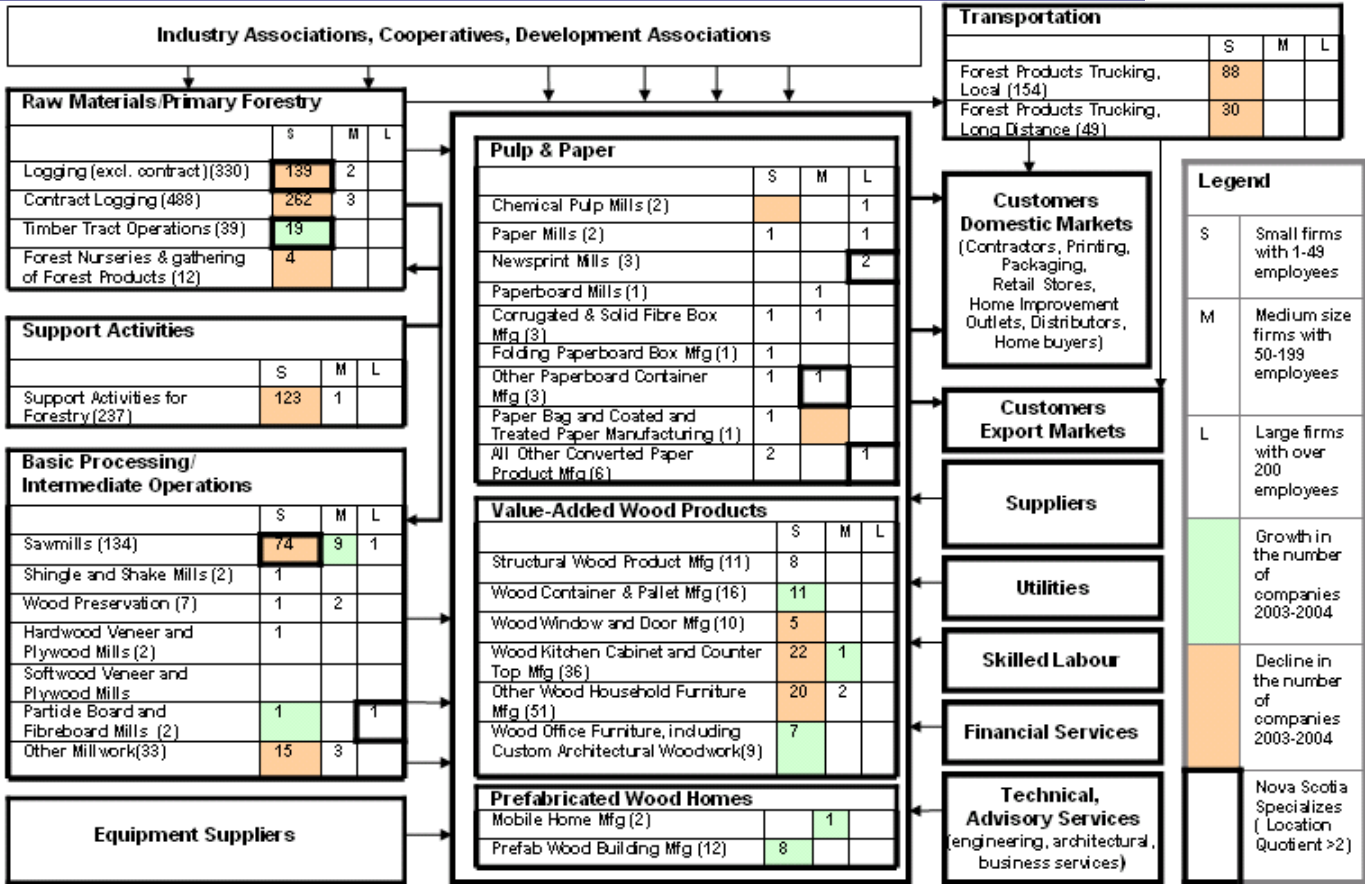 Industry Associations, Cooperatives, Development Associations
Raw Materials/Primary Forestry
S M L
Logging (excl. contract)(330) 139 2
Contract Logging (488) 262 3
Timber Tract Operations (39) 19
Forest Nurseries & gathering 4
of Forest Products (12)
Support Activities
S M L
Support Activities for 123 1
Forestry(237)
Basic Processing/
Intermediate Operations
S M L
Sawmills (134) 74 9 1
Shingle and Shake Mills (2) 1
Wood Preservation (7) 1 2
Hardwood Veneer and 1
Plywood Mills (2)
Softwood Veneer and
Plywood Mills
Particle Board and 1 1
Fibreboard Mills (2)
Other Millwork(33) 15 3
Equipment Suppliers
Pulp & Paper
S M L
Chemical Pulp Mills (2) 1
Paper Mills (2) 1 1
Newsprint Mills (3) 2
Paperboard Mills (1) 1
Corrugated & Solid Fibre Box 1 1
Mfg (3)
Folding Paperboard Box Mfg (1) 1
Other Paperboard Container 1 1
Mfg (3)
Paper Bag and Coated and 1
Treated Paper Manufacturing (1)
All Other Converted Paper 2 1
Product Mfg (6)
Value-Added Wood Products
S M L
Structural Wood Product Mfg (11) 8
Wood Container & Pallet Mfg (16) 11
Wood Window and Door Mfg (10) 5
Wood Kitchen Cabinet and Counter 22 1
Top Mfg (36)
Other Wood Household Furniture 20 2
Mfg (51)
Wood Office Furniture, including 7
Custom Architectural Woodwork(9)
Prefabricated Wood Homes
Mobile Home Mfg (2) 1
Prefab Wood Building Mfg (12) 8
Transportation
S M L
Forest Products Trucking, 88
Local (154)
Forest Products Trucking, 30
Long Distance (49)
Customers
Domestic Markets
(Contractors, Printing,
Packaging,
Retail Stores,
Home Improvement
Outlets, Distributors,
Home buyers)
Customers
Export Markets
Suppliers
Utilities
Skilled Labour
Financial Services
Technical,
Advisory Services
(engineering, architectural,
business services)
Legend
S Small firms
with 1-49
employees
M Medium size
firms with
50-199
employees
L Large firms
with over
200
employees
Growth in
the number
of
companies
2003-2004
Decline in
the number
of
companies
2003-2004
Nova Scotia
Specializes
( Location
Quotient >2)